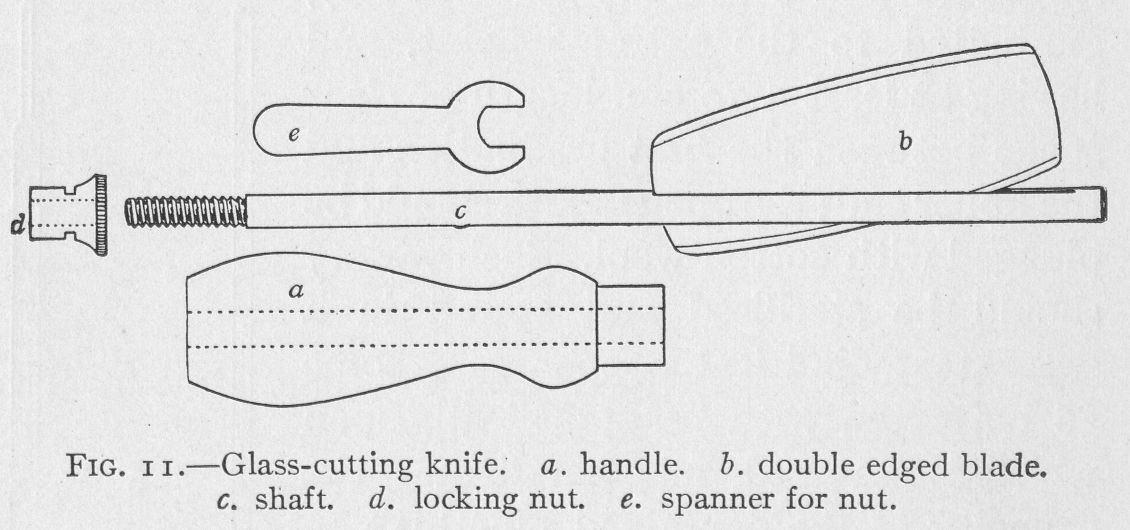 e
b
d
c
a
FIG. 11.—Glass-cutting knife. a. handle. b. double edged blade.
c. shaft. d. locking nut. e. spanner for nut.